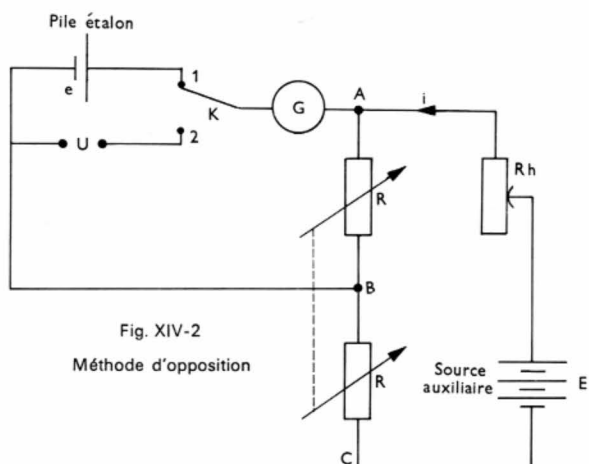 Pile étalon
e
1
K
G
A
i
U
2
Rh
R
B
Fig. XIV-2
Méthode d'opposition
R
Source
auxiliaire
E
C